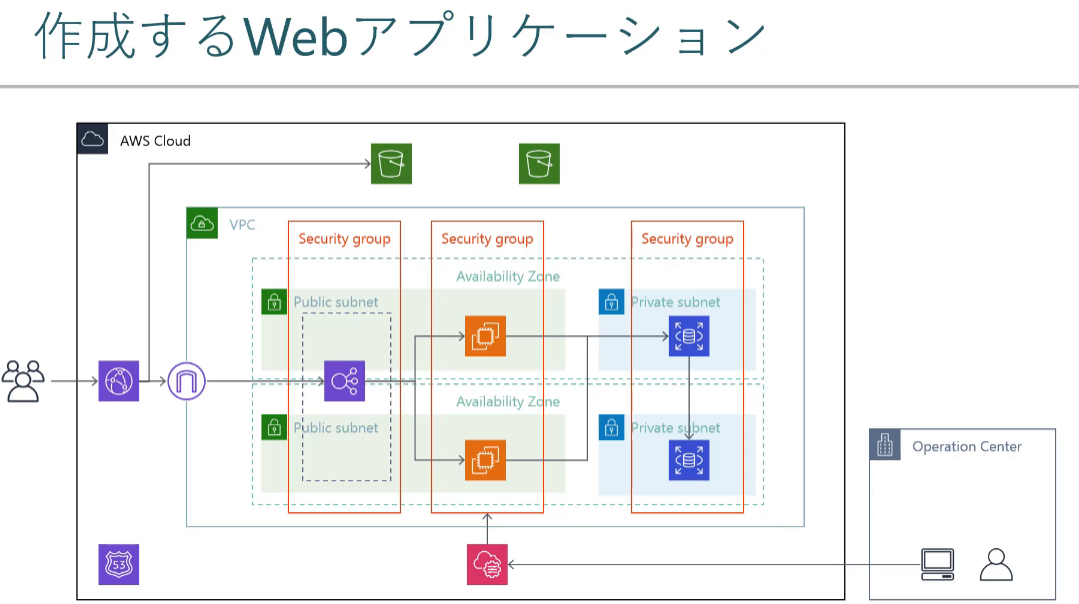 作成するWebアプリケーション
AWS Cloud
VPC
Security group
Security group
Security group
Availability Zone
Public subnet
Private subnet
Availability Zone
Public subnet
Private subnet
Operation Center
53